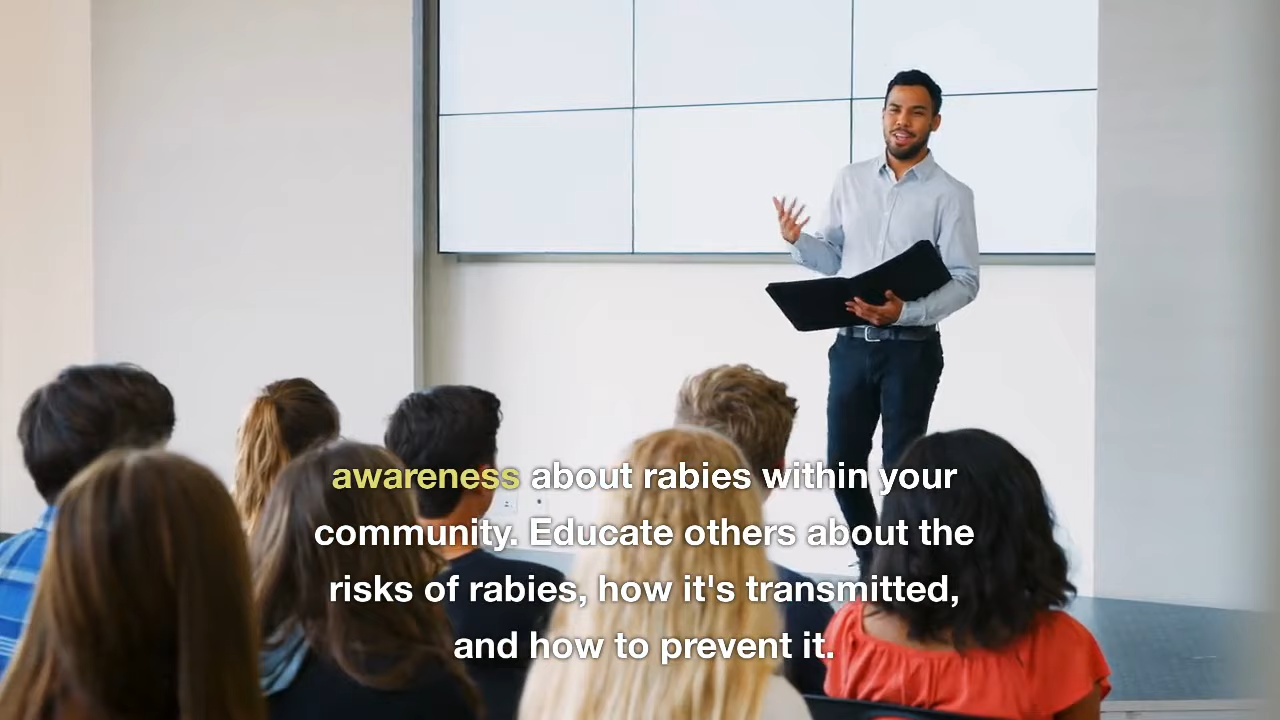 awareness about rabies within your
community. Educate others about the
risks of rabies, how it's transmitted,
and how to prevent it.